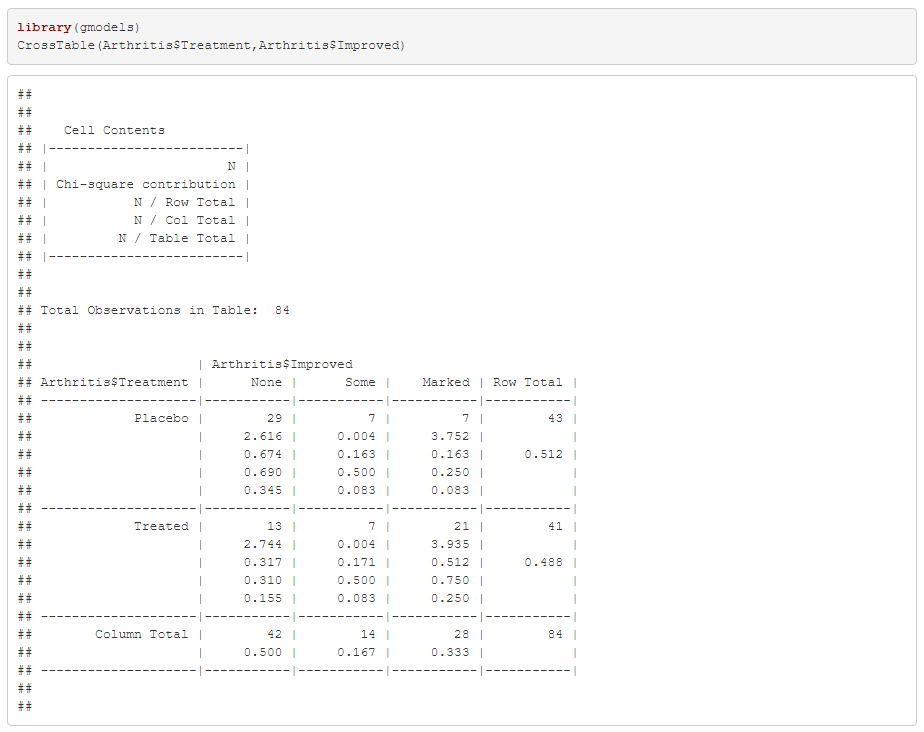 library(gmodels)
CrossTable(Arthritis$Treatment,Arthritis$Improved)
##
##
##    Cell Contents
## |-------------------------|
## |                       N |
## | Chi-square contribution |
## |           N / Row Total |
## |           N / Col Total |
## |         N / Table Total |
## |-------------------------|
##
##
## Total Observations in Table:  84
##
##
##                     | Arthritis$Improved
## Arthritis$Treatment |      None |      Some |    Marked | Row Total |
## --------------------|-----------|-----------|-----------|-----------|
##             Placebo |        29 |         7 |         7 |        43 |
##                     |     2.616 |     0.004 |     3.752 |           |
##                     |     0.674 |     0.163 |     0.163 |     0.512 |
##                     |     0.690 |     0.500 |     0.250 |           |
##                     |     0.345 |     0.083 |     0.083 |           |
## --------------------|-----------|-----------|-----------|-----------|
##             Treated |        13 |         7 |        21 |        41 |
##                     |     2.744 |     0.004 |     3.935 |           |
##                     |     0.317 |     0.171 |     0.512 |     0.488 |
##                     |     0.310 |     0.500 |     0.750 |           |
##                     |     0.155 |     0.083 |     0.250 |           |
## --------------------|-----------|-----------|-----------|-----------|
##        Column Total |        42 |        14 |        28 |        84 |
##                     |     0.500 |     0.167 |     0.333 |           |
## --------------------|-----------|-----------|-----------|-----------|
##
##